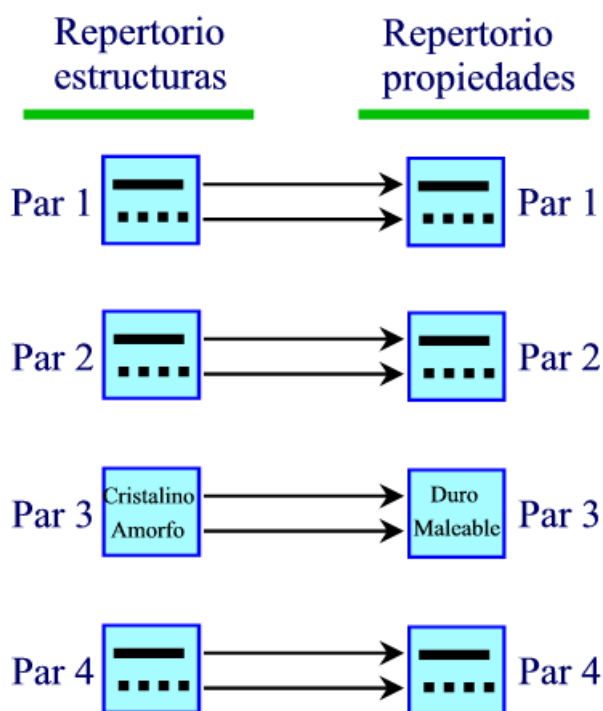 Repertorio
estructuras
Repertorio
propiedades
Par 1
Par 1
Par 2
Par 2
Par 3
Cristalino
Amorfo
Duro
Maleable
Par 3
Par 4
Par 4